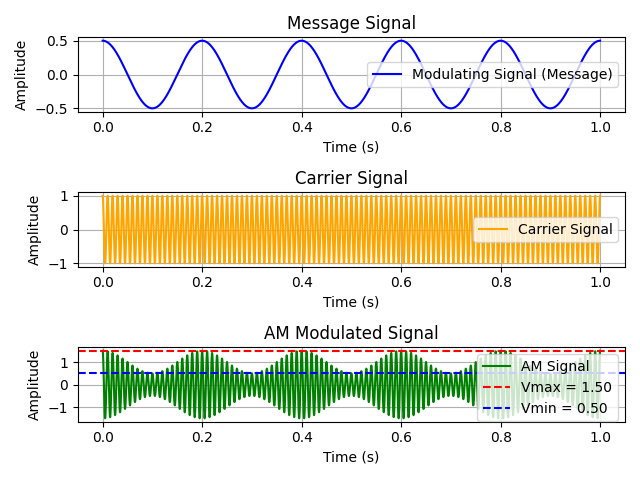 Message Signal
0.5
0.0
−0.5
Amplitude
Modulating Signal (Message)
0.0 0.2 0.4 0.6 0.8 1.0
Time (s)
Carrier Signal
1
0
−1
Amplitude
Carrier Signal
0.0 0.2 0.4 0.6 0.8 1.0
Time (s)
AM Modulated Signal
1
0
−1
Amplitude
AM Signal
Vmax = 1.50
Vmin = 0.50
0.0 0.2 0.4 0.6 0.8 1.0
Time (s)